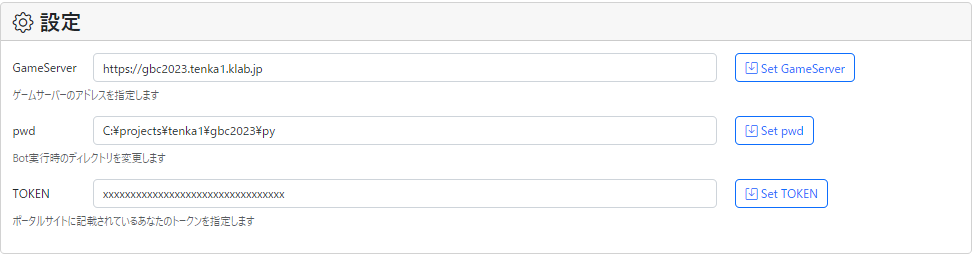 設定
GameServer https://gbc2023.tenka1.klab.jp Set GameServer
ゲームサーバーのアドレスを指定します
pwd C:¥projects¥tenka1¥gbc2023¥py Set pwd
Bot実行時のディレクトリを変更します
TOKEN xxxxxxxxxxxxxxxxxxxxxxxxxxxxxxxx Set TOKEN
ポータルサイトに記載されているあなたのトークンを指定します